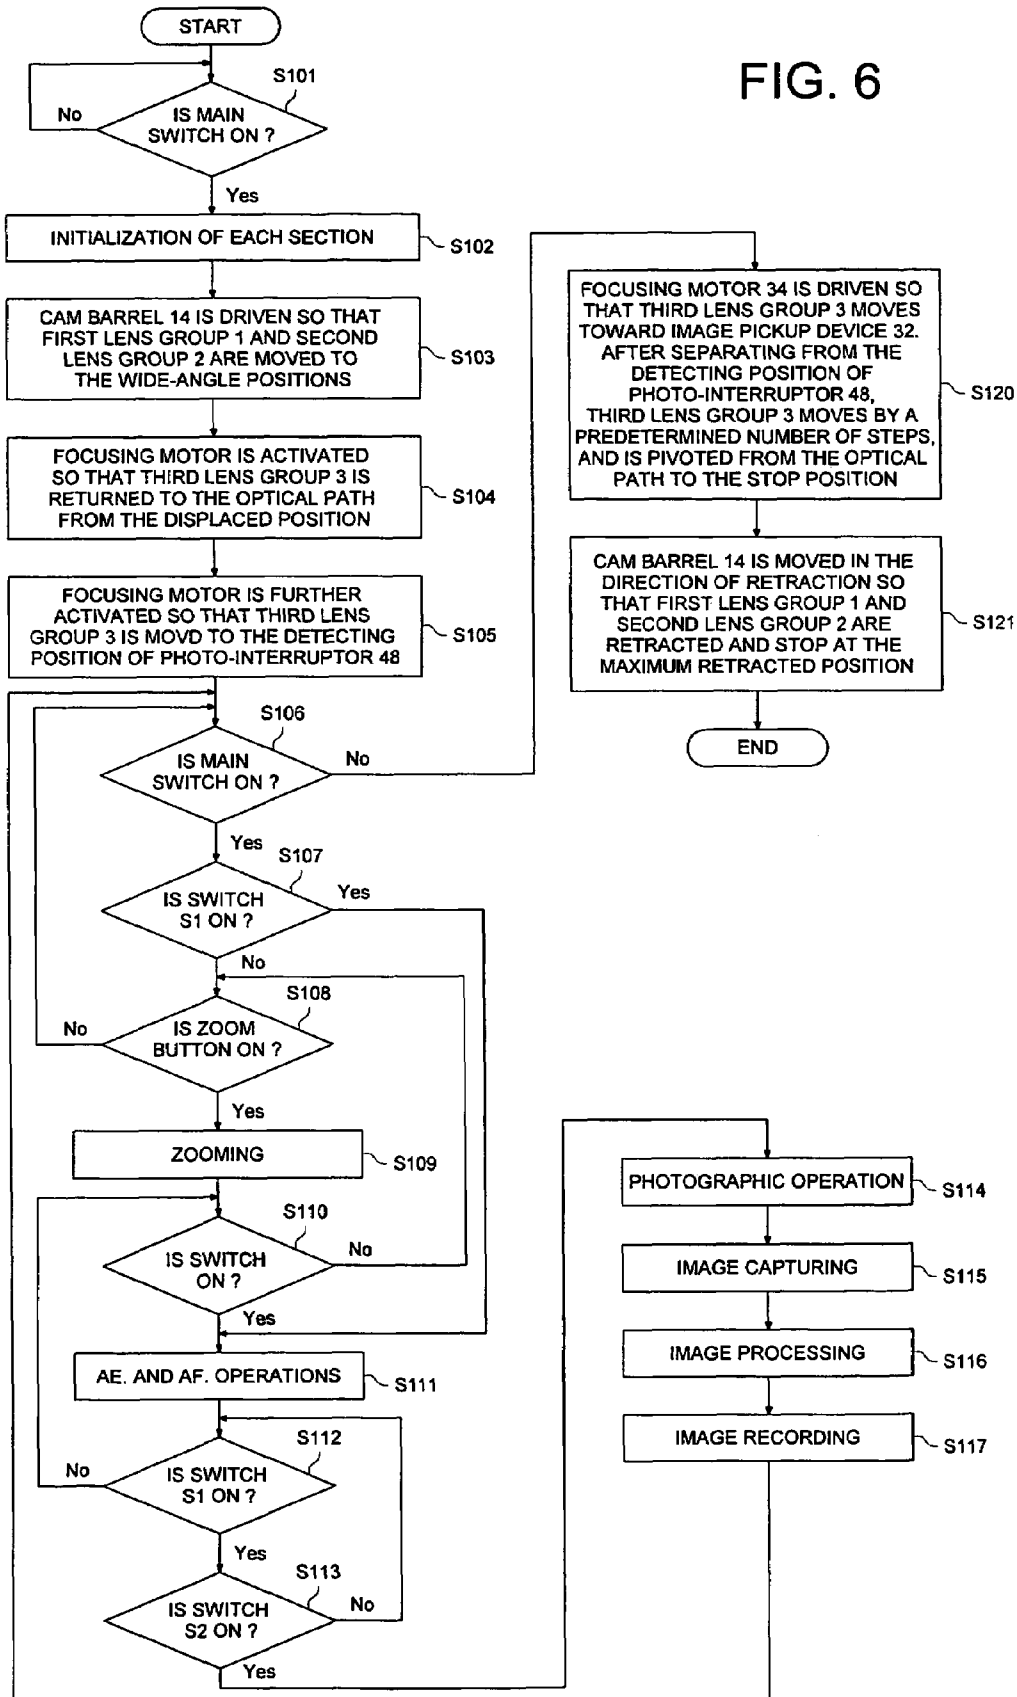 START
FIG. 6
S101
No
IS MAIN
SWITCH ON ?
Yes
INITIALIZATION OF EACH SECTION
S102
CAM BARREL 14 IS DRIVEN SO THAT
FIRST LENS GROUP 1 AND SECOND
LENS GROUP 2 ARE MOVED TO
THE WIDE-ANGLE POSITIONS
S103
FOCUSING MOTOR IS ACTIVATED
SO THAT THIRD LENS GROUP 3 IS
RETURNED TO THE OPTICAL PATH
FROM THE DISPLACED POSITION
S104
FOCUSING MOTOR IS FURTHER
ACTIVATED SO THAT THIRD LENS
GROUP 3 IS MOVD TO THE DETECTING
POSITION OF PHOTO-INTERRUPTOR 48
S105
S106
IS MAIN
SWITCH ON ?
No
Yes
S107
IS SWITCH
S1 ON ?
Yes
No
S108
No
IS ZOOM
BUTTON ON ?
Yes
ZOOMING
S109
S110
IS SWITCH
ON ?
No
Yes
AE. AND AF. OPERATIONS
S111
S112
No
IS SWITCH
S1 ON ?
Yes
S113
IS SWITCH
S2 ON ?
No
Yes
FOCUSING MOTOR 34 IS DRIVEN SO
THAT THIRD LENS GROUP 3 MOVES
TOWARD IMAGE PICKUP DEVICE 32.
AFTER SEPARATING FROM THE
DETECTING POSITION OF
PHOTO-INTERRUPTOR 48,
THIRD LENS GROUP 3 MOVES BY A
PREDETERMINED NUMBER OF STEPS,
AND IS PIVOTED FROM THE OPTICAL
PATH TO THE STOP POSITION
S120
CAM BARREL 14 IS MOVED IN THE
DIRECTION OF RETRACTION SO
THAT FIRST LENS GROUP 1 AND
SECOND LENS GROUP 2 ARE
RETRACTED AND STOP AT THE
MAXIMUM RETRACTED POSITION
S121
END
PHOTOGRAPHIC OPERATION
S114
IMAGE CAPTURING
S115
IMAGE PROCESSING
S116
IMAGE RECORDING
S117